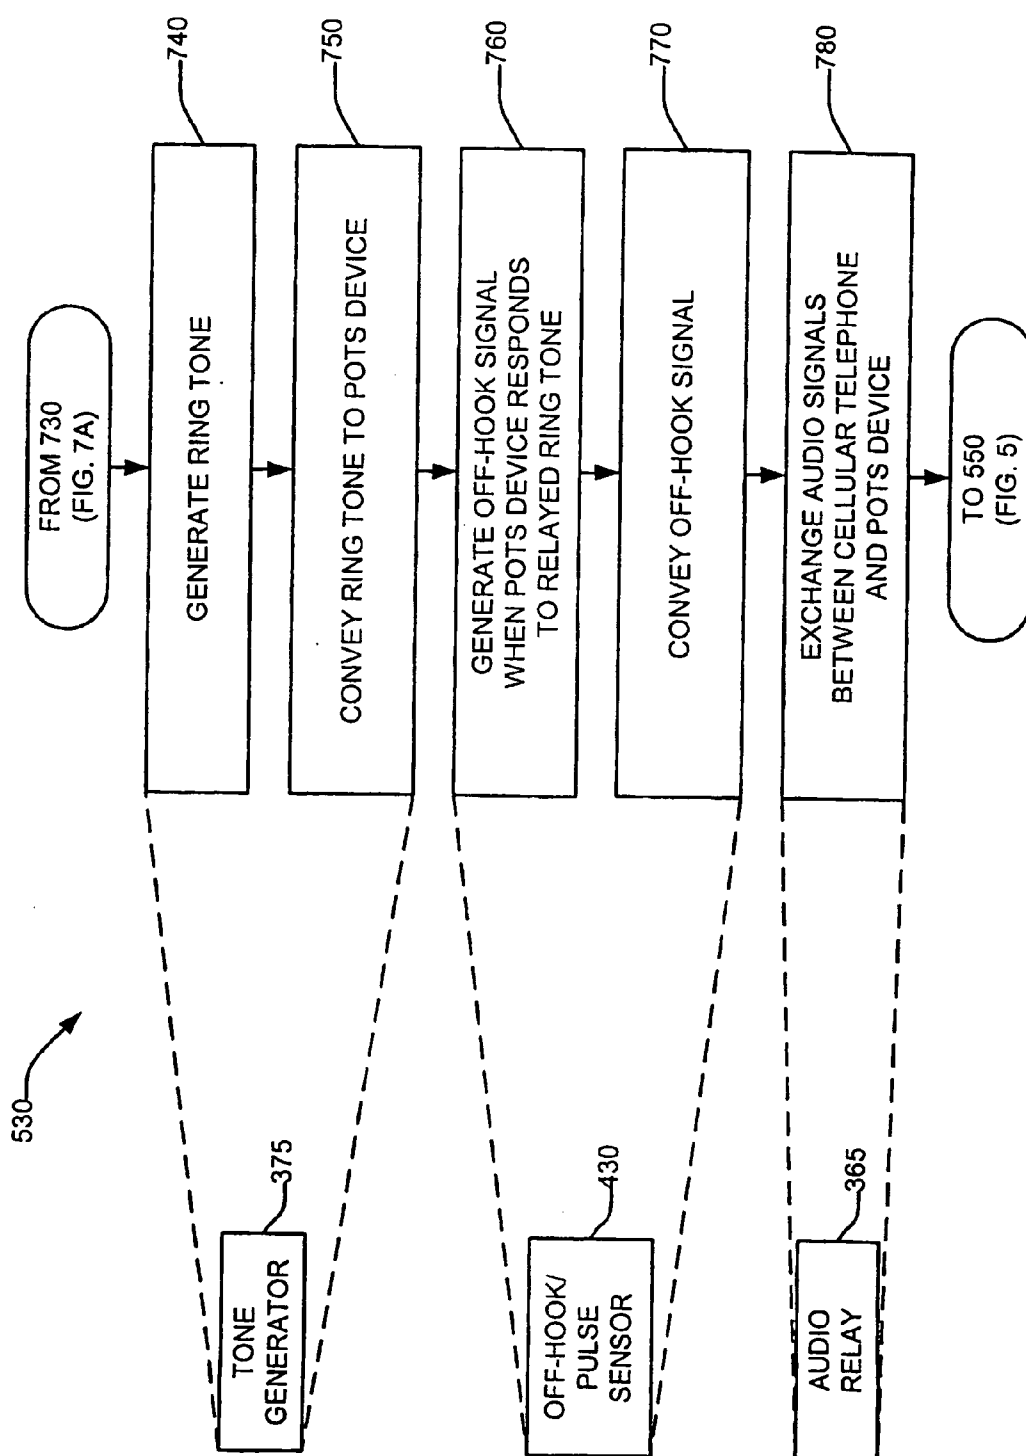 530
FROM 730
(FIG. 7A)
GENERATE RING TONE
740
CONVEY RING TONE TO POTS DEVICE
750
TONE
GENERATOR
375
GENERATE OFF-HOOK SIGNAL
WHEN POTS DEVICE RESPONDS
TO RELAYED RING TONE
760
CONVEY OFF-HOOK SIGNAL
770
OFF-HOOK/
PULSE
SENSOR
430
EXCHANGE AUDIO SIGNALS
BETWEEN CELLULAR TELEPHONE
AND POTS DEVICE
780
AUDIO
RELAY
365
TO 550
(FIG. 5)